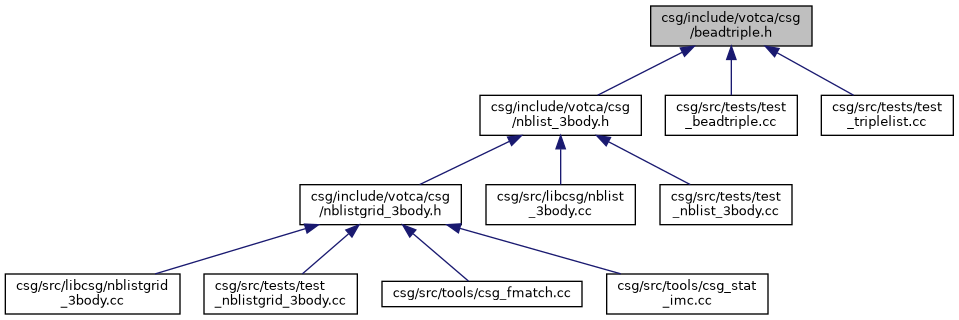 csg/include/votca/csg
/beadtriple.h
csg/include/votca/csg
/nblist_3body.h
csg/src/tests/test
_beadtriple.cc
csg/src/tests/test
_triplelist.cc
csg/include/votca/csg
/nblistgrid_3body.h
csg/src/libcsg/nblist
_3body.cc
csg/src/tests/test
_nblist_3body.cc
csg/src/libcsg/nblistgrid
_3body.cc
csg/src/tests/test
_nblistgrid_3body.cc
csg/src/tools/csg_fmatch.cc
csg/src/tools/csg_stat
_imc.cc